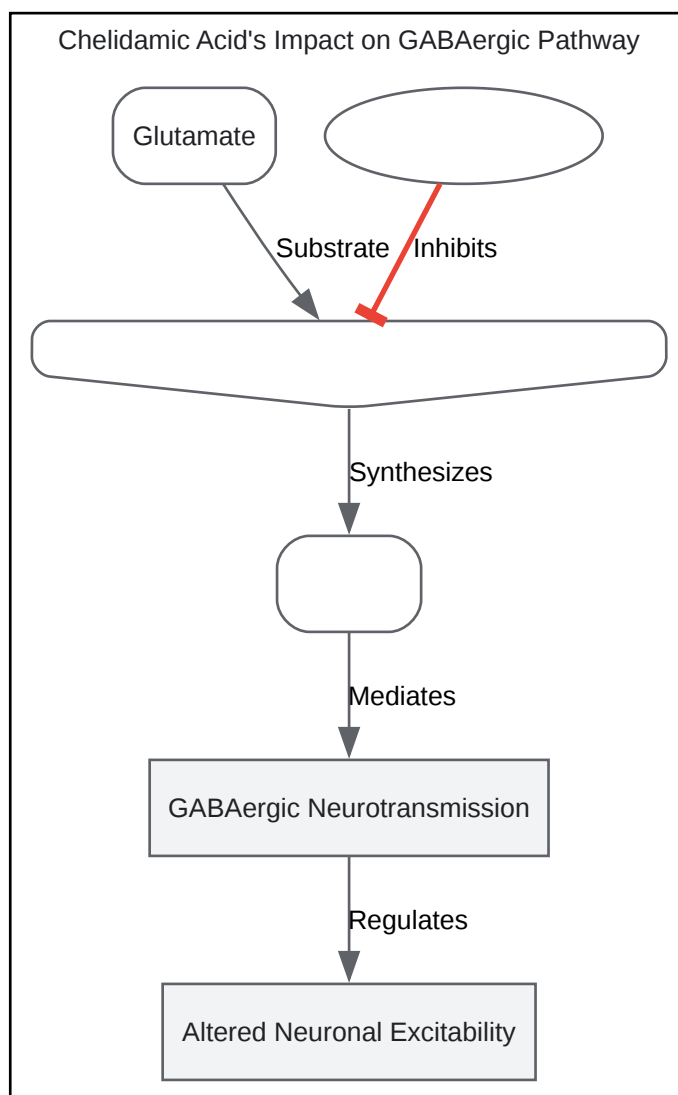 Chelidamic Acid's Impact on GABAergic Pathway
Glutamate
Substrate
Inhibits
Synthesizes
Mediates
GABAergic Neurotransmission
Regulates
Altered Neuronal Excitability